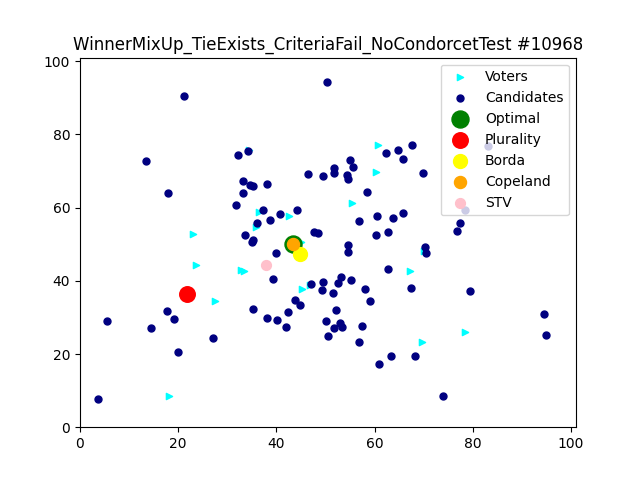 WinnerMixUp_TieExists_CriteriaFail_NoCondorcetTest #10968
100
80
60
40
20
0
0 20 40 60 80 100
Voters
Candidates
Optimal
Plurality
Borda
Copeland
STV